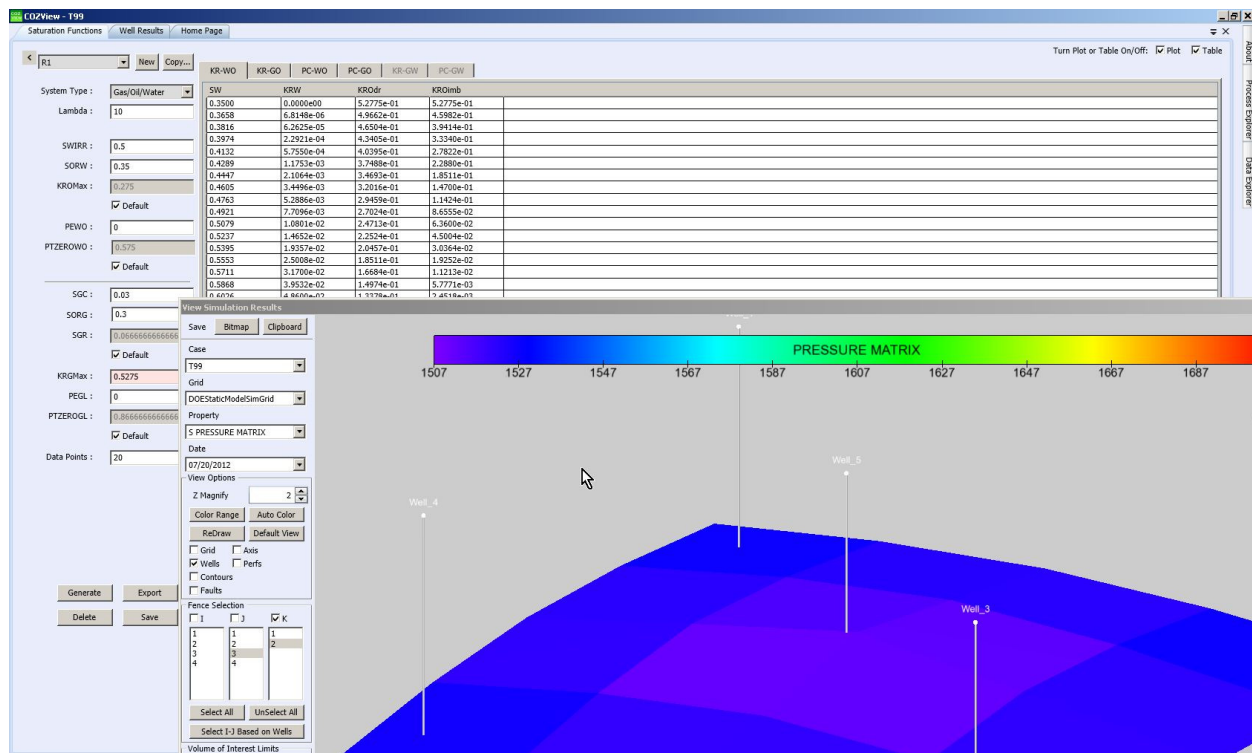 COZView - T99
Saturation Functions Well Results Home Page
Turn Plot or Table On/Off: Plot Table
About
Process Explorer
Data Explorer
< R1 New Copy...
System Type : Gas/Oil/Water
Lambda : 10
SWIRR : 0.5
SORW : 0.35
KROMax : 0.275
Default
PEWO : 0
PTZEROWO : 0.575
Default
SGC : 0.03
SORG : 0.3
SGR : 0.0666666666666
Default
KRGMax : 0.5275
PEGL : 0
PTZEROGL : 0.8666666666666
Default
Data Points : 20
Generate Export
Delete Save
KR-WO KR-GO PC-WO PC-GO KR-GW PC-GW
SW KRW KROdr KROimb
0.3500 0.0000e00 5.2775e-01 5.2775e-01
0.3658 6.8148e-06 4.9662e-01 4.5982e-01
0.3816 6.2625e-05 4.6504e-01 3.9414e-01
0.3974 2.2921e-04 4.3405e-01 3.3340e-01
0.4132 5.7550e-04 4.0395e-01 2.7822e-01
0.4289 1.1753e-03 3.7488e-01 2.2880e-01
0.4447 2.1064e-03 3.4693e-01 1.8511e-01
0.4605 3.4496e-03 3.2016e-01 1.4700e-01
0.4763 5.2886e-03 2.9459e-01 1.1424e-01
0.4921 7.7096e-03 2.7024e-01 8.6555e-02
0.5079 1.0801e-02 2.4713e-01 6.3600e-02
0.5237 1.4652e-02 2.2524e-01 4.5004e-02
0.5395 1.9357e-02 2.0457e-01 3.0364e-02
0.5553 2.5008e-02 1.8511e-01 1.9252e-02
0.5711 3.1700e-02 1.6684e-01 1.1213e-02
0.5868 3.9532e-02 1.4974e-01 5.7771e-03
0.6026 4.8600e-02 1.3378e-01 2.4518e-03
View Simulation Results
Save Bitmap Clipboard
Case
T99
Grid
DOEStaticModelSimGrid
Property
S PRESSURE MATRIX
Date
07/20/2012
View Options
Z Magnify 2
Color Range Auto Color
ReDraw Default View
Grid Axis
Wells Perfs
Contours
Faults
Fence Selection
I J K
1 1 1
2 2 2
3 3
4 4
Select All UnSelect All
Select I-J Based on Wells
Volume of Interest Limits
PRESSURE MATRIX
1507 1527 1547 1567 1587 1607 1627 1647 1667 1687
Well_5
Well_4
Well_3